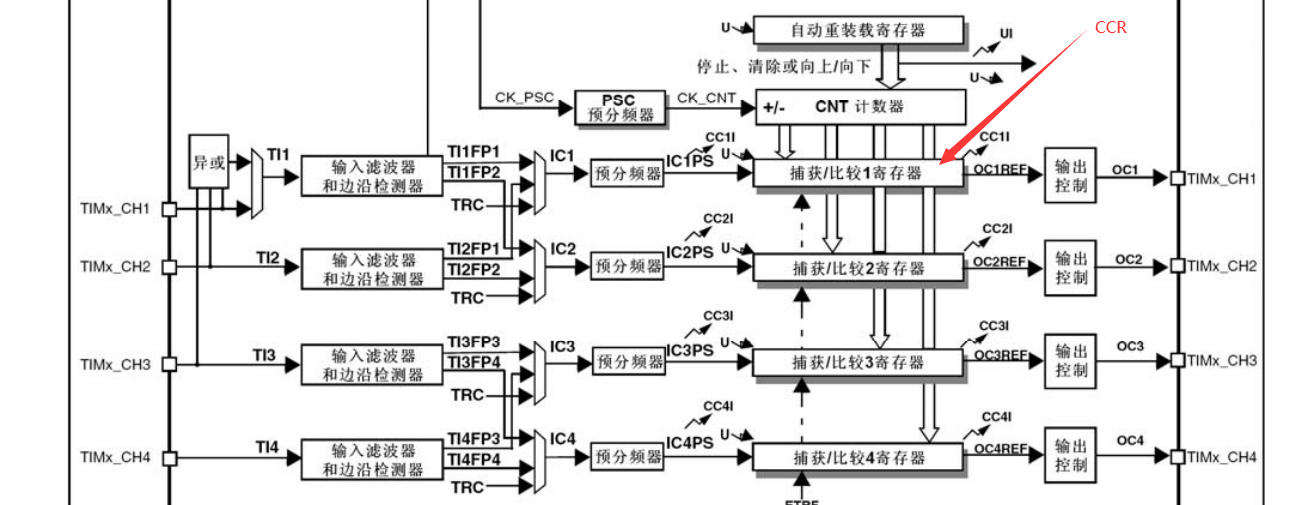 U
自动重装载寄存器
CCR
UI
停止、清除或向上/向下
U
CK_PSC
PSC
预分频器
CK_CNT
+/-
CNT 计数器
异或
TI1
输入滤波器
和边沿检测器
TI1FP1
TI1FP2
TRC
IC1
预分频器
CC1I
IC1PS
U
捕获/比较1寄存器
CC1I
OC1REF
输出
控制
OC1
TIMx_CH1
TIMx_CH1
TIMx_CH2
TI2
输入滤波器
和边沿检测器
TI2FP1
TI2FP2
TRC
IC2
预分频器
CC2I
IC2PS
U
捕获/比较2寄存器
CC2I
OC2REF
输出
控制
OC2
TIMx_CH2
TIMx_CH3
TI3
输入滤波器
和边沿检测器
TI3FP3
TI3FP4
TRC
IC3
预分频器
CC3I
IC3PS
U
捕获/比较3寄存器
CC3I
OC3REF
输出
控制
OC3
TIMx_CH3
TIMx_CH4
TI4
输入滤波器
和边沿检测器
TI4FP3
TI4FP4
TRC
IC4
预分频器
CC4I
IC4PS
U
捕获/比较4寄存器
CC4I
OC4REF
输出
控制
OC4
TIMx_CH4